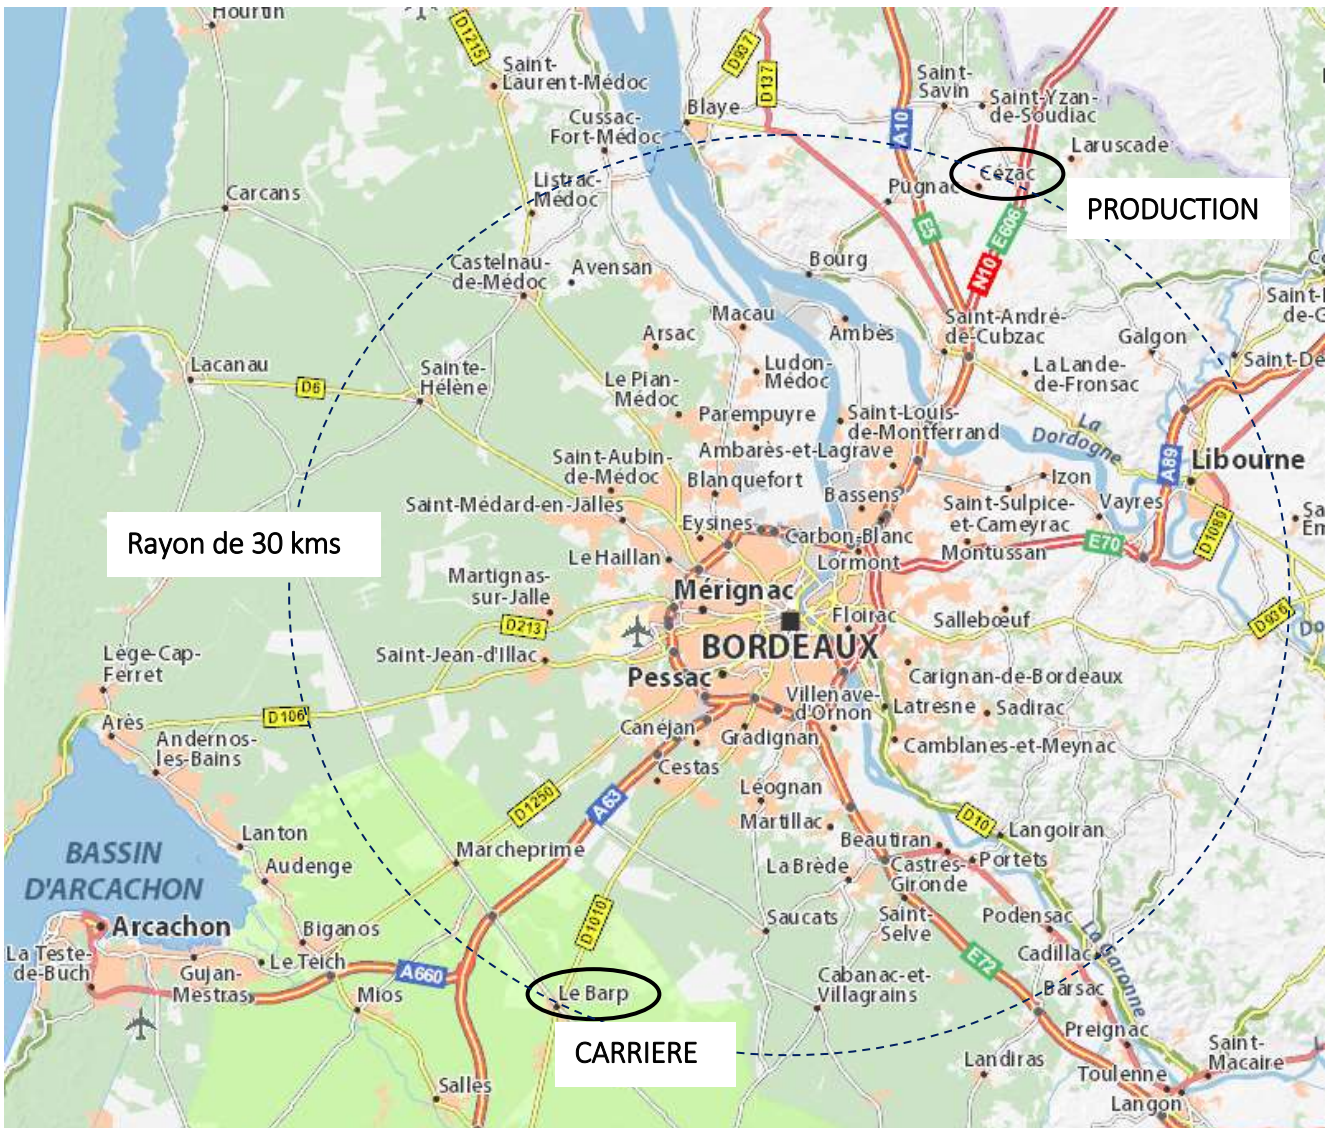 Hourtin
D1215
Saint-
Laurent-Médoc
D937
D137
Saint-
Savin
Saint-Yzan-
de-Soudiac
Blaye
Cussac-
Fort-Médoc
A10
Laruscade
Cézac
Pugnac
PRODUCTION
Carcans
Listrac-
Médoc
E5
E606
N10
Castelnau-
de-Médoc
Avensan
Bourg
Saint-
de-G
Macau
Ambès
Saint-André-
de-Cubzac
Galgon
Arsac
Lacanau
D6
Sainte-
Hélène
Ludon-
Médoc
La Lande-
de-Fronsac
Saint-De
Le Pian-
Médoc
Parempuyre
Saint-Louis-
de-Montferrand
La
Dordogne
Ambarès-et-Lagrave
Saint-Aubin-
de-Médoc
Blanquefort
A89
Libourne
Izon
Saint-Médard-en-Jalles
Bassens
Saint-Sulpice-
et-Cameyrac
Vayres
D1089
Sa
Ém
Rayon de 30 kms
Eysines
Carbon-Blanc
Montussan
E70
Le Haillan
Lormont
Martignas-
sur-Jalle
Mérignac
D213
Floirac
Sallebœuf
D936
Do
BORDEAUX
Saint-Jean-d'Illac
Lège-Cap-
Ferret
Pessac
Carignan-de-Bordeaux
Villenave-
d'Ornon
Latresne
Sadirac
D106
Arès
Canéjan
Gradignan
Andernos-
les-Bains
Camblanes-et-Meynac
Cestas
D1250
A63
Léognan
Martillac
D10
Langoiran
Lanton
Beautiran
BASSIN
D'ARCACHON
Marcheprime
Audenge
La Brède
Castres-
Gironde
Portets
D1010
Arcachon
Biganos
Saucats
Saint-
Selve
Podensac
La Garonne
La Teste-
de-Buch
Gujan-
Mestras
Le Teich
A660
E72
Cadillac
Mios
Le Barp
Cabanac-et-
Villagrains
Barsac
CARRIERE
Preignac
Landiras
Saint-
Macaire
Salles
Toulenne
Langon